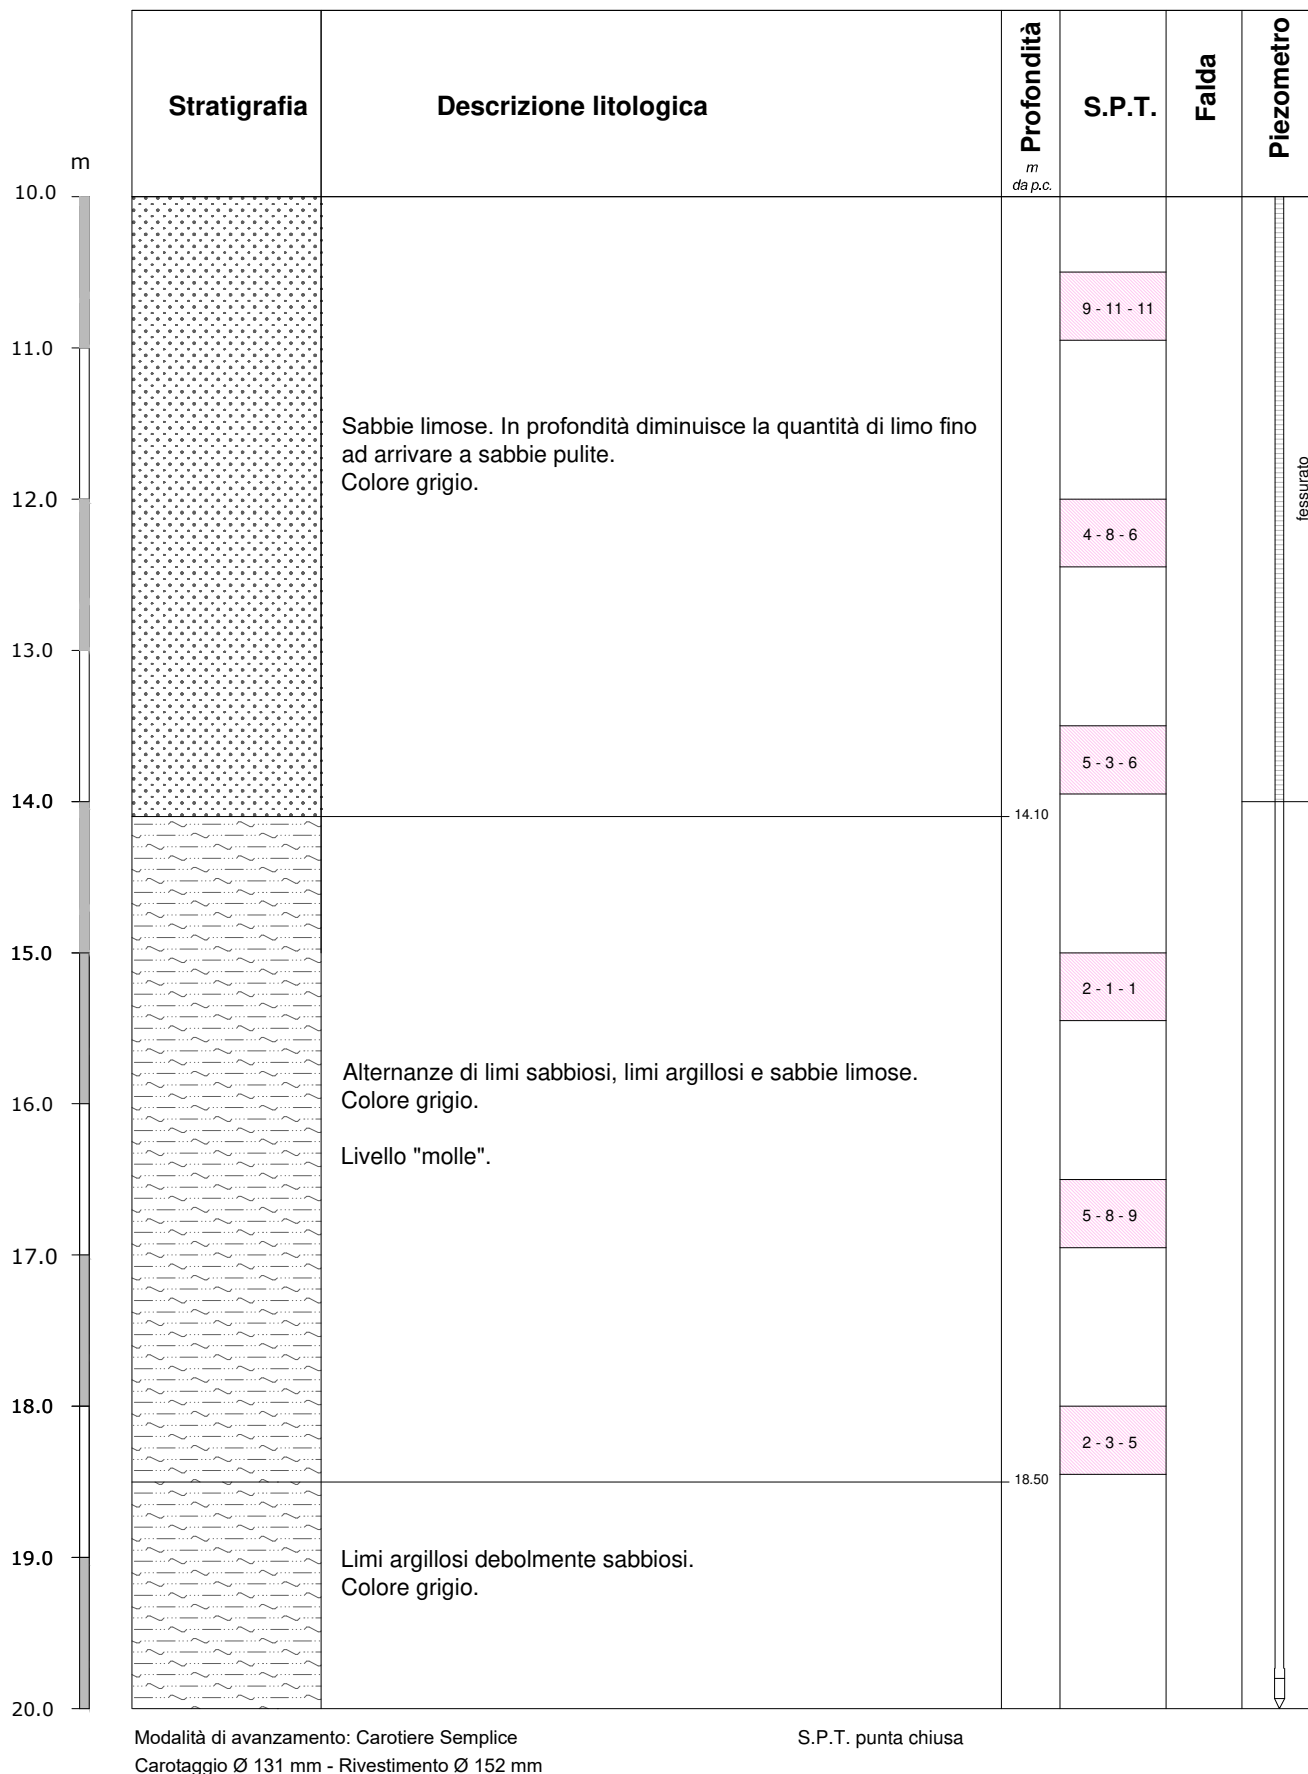 Stratigrafia
Descrizione litologica
Profondità
m
da p.c.
S.P.T.
Falda
Piezometro
m
10.0
9 - 11 - 11
11.0
Sabbie limose. In profondità diminuisce la quantità di limo fino
ad arrivare a sabbie pulite.
Colore grigio.
fessurato
12.0
4 - 8 - 6
13.0
5 - 3 - 6
14.0
14.10
15.0
2 - 1 - 1
Alternanze di limi sabbiosi, limi argillosi e sabbie limose.
Colore grigio.
16.0
Livello "molle".
5 - 8 - 9
17.0
18.0
2 - 3 - 5
18.50
19.0
Limi argillosi debolmente sabbiosi.
Colore grigio.
20.0
Modalità di avanzamento: Carotiere Semplice
S.P.T. punta chiusa
Carotaggio Ø 131 mm - Rivestimento Ø 152 mm